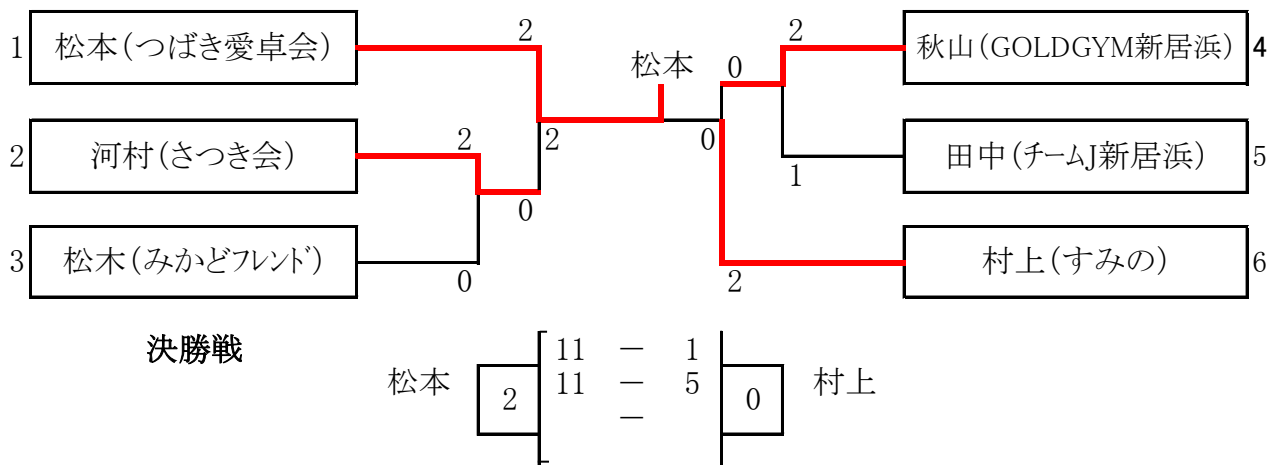 1 松本(つばき愛卓会) 2 松本 0 2 秋山(GOLDGYM新居浜) 4
2 河村(さつき会) 2 2 0 1 田中(チームJ新居浜) 5
0
3 松木(みかどフレンド) 0 2 村上(すみの) 6
決勝戦
松本 2 11 － 1 0 村上
11 － 5
－